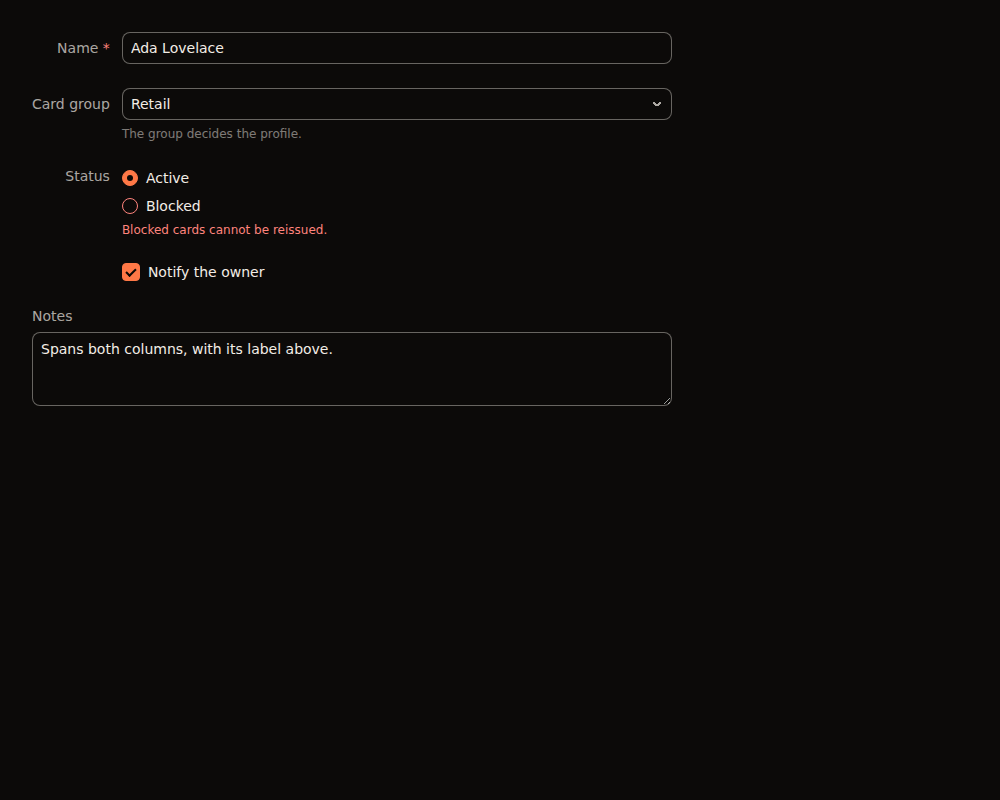 Name *
Ada Lovelace
Card group
Retail
The group decides the profile.
Status
Active
Blocked
Blocked cards cannot be reissued.
Notify the owner
Notes
Spans both columns, with its label above.